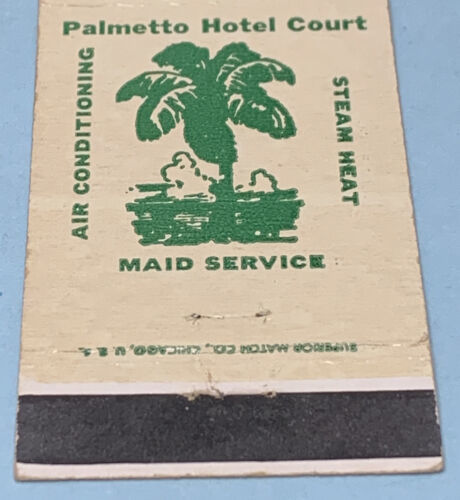 Palmetto Hotel Court
AIR CONDITIONING
STEAM HEAT
MAID SERVICE
SUPERIOR MATCH CO., CHICAGO, U.S.A.